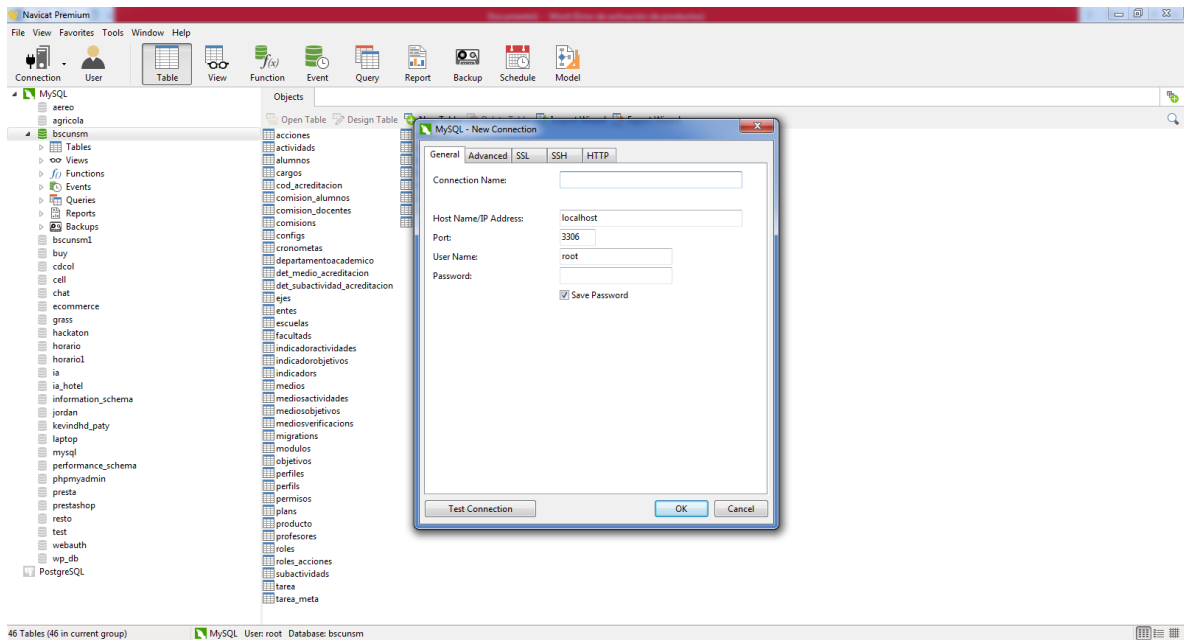 Navicat Premium
File View Favorites Tools Window Help
Connection User Table View Function Event Query Report Backup Schedule Model
MySQL
aereo
agricola
bscunsm
Tables
Views
Functions
Events
Queries
Reports
Backups
bscunsm1
buy
cdcol
cell
chat
ecommerce
grass
hackaton
horario
horario1
ia
ia_hotel
information_schema
jordan
kevindhd_paty
laptop
mysql
performance_schema
phpmyadmin
presta
prestashop
resto
test
webauth
wp_db
PostgreSQL
Objects
Open Table Design Table
acciones
actividads
alumnos
cargos
cod_acreditacion
comision_alumnos
comision_docentes
comisions
configs
cronometas
departamentoacademico
det_medio_acreditacion
det_subactividad_acreditacion
ejes
entes
escuelas
facultads
indicadoractividades
indicadorobjetivos
indicadors
medios
mediosactividades
mediosobjetivos
mediosverificacions
migrations
modulos
objetivos
perfiles
perfils
permisos
plans
producto
profesores
roles
roles_acciones
subactividads
tarea
tarea_meta
MySQL - New Connection
General Advanced SSL SSH HTTP
Connection Name:
Host Name/IP Address: localhost
Port: 3306
User Name: root
Password:
Save Password
Test Connection OK Cancel
46 Tables (46 in current group) MySQL User: root Database: bscunsm